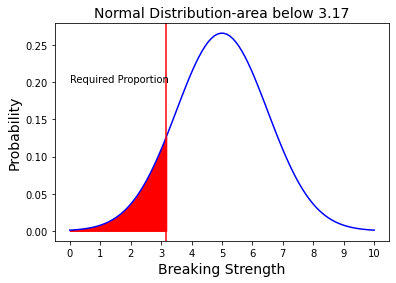 Normal Distribution-area below 3.17
Probability
0.25
0.20
0.15
0.10
0.05
0.00
Required Proportion
0 1 2 3 4 5 6 7 8 9 10
Breaking Strength